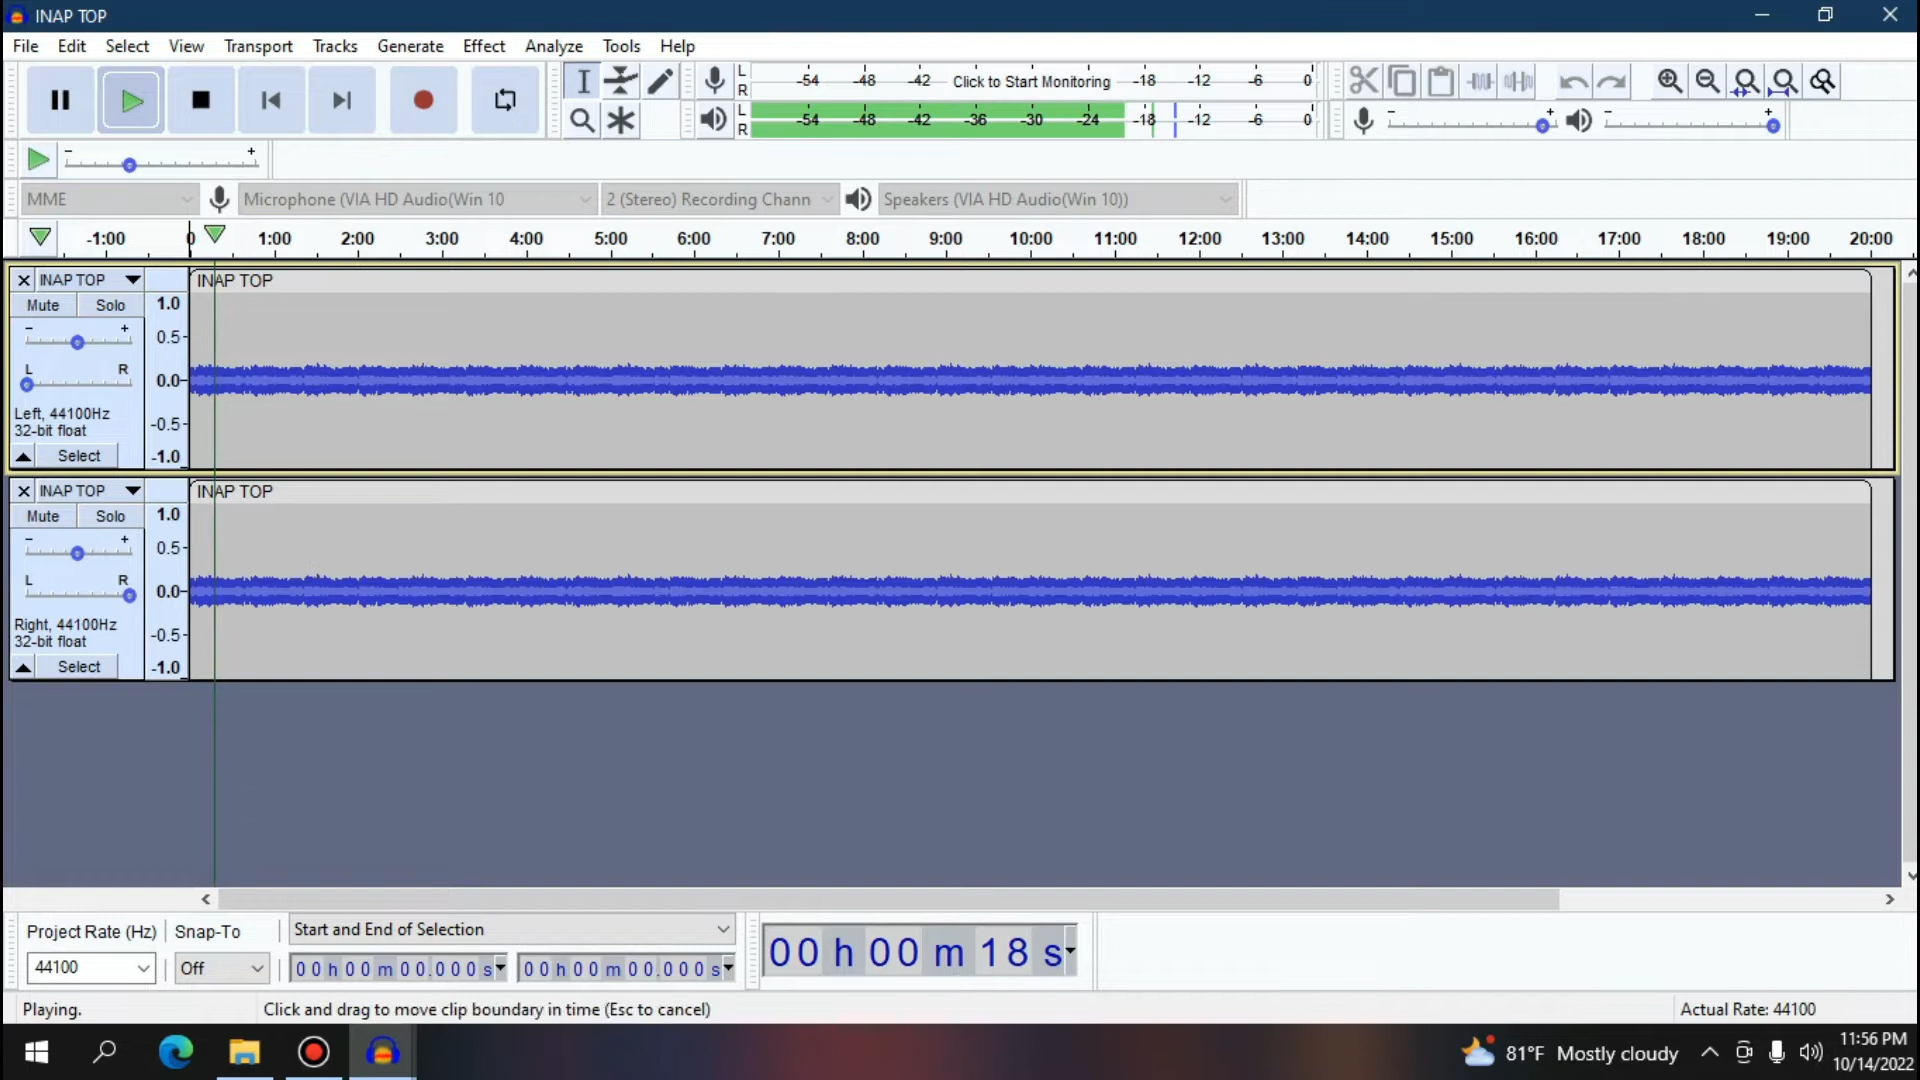 INAP TOP
File Edit Select View Transport Tracks Generate Effect Analyze Tools Help
L R -54 -48 -42 Click to Start Monitoring -18 -12 -6 0
L R -54 -48 -42 -36 -30 -24 -18 -12 -6 0
- +
- +
- +
MME Microphone (VIA HD Audio(Win 10 2 (Stereo) Recording Chann Speakers (VIA HD Audio(Win 10))
-1:00 0 1:00 2:00 3:00 4:00 5:00 6:00 7:00 8:00 9:00 10:00 11:00 12:00 13:00 14:00 15:00 16:00 17:00 18:00 19:00 20:00
INAP TOP 1.0 INAP TOP
Mute Solo
- + 0.5
L R 0.0
Left, 44100Hz -0.5
32-bit float
Select -1.0
INAP TOP 1.0 INAP TOP
Mute Solo
- + 0.5
L R 0.0
Right, 44100Hz -0.5
32-bit float
Select -1.0
Project Rate (Hz) Snap-To Start and End of Selection
44100 Off 00 h 00 m 00.000 s 00 h 00 m 00.000 s 00 h 00 m 18 s
Playing. Click and drag to move clip boundary in time (Esc to cancel) Actual Rate: 44100
81°F Mostly cloudy 11:56 PM
10/14/2022